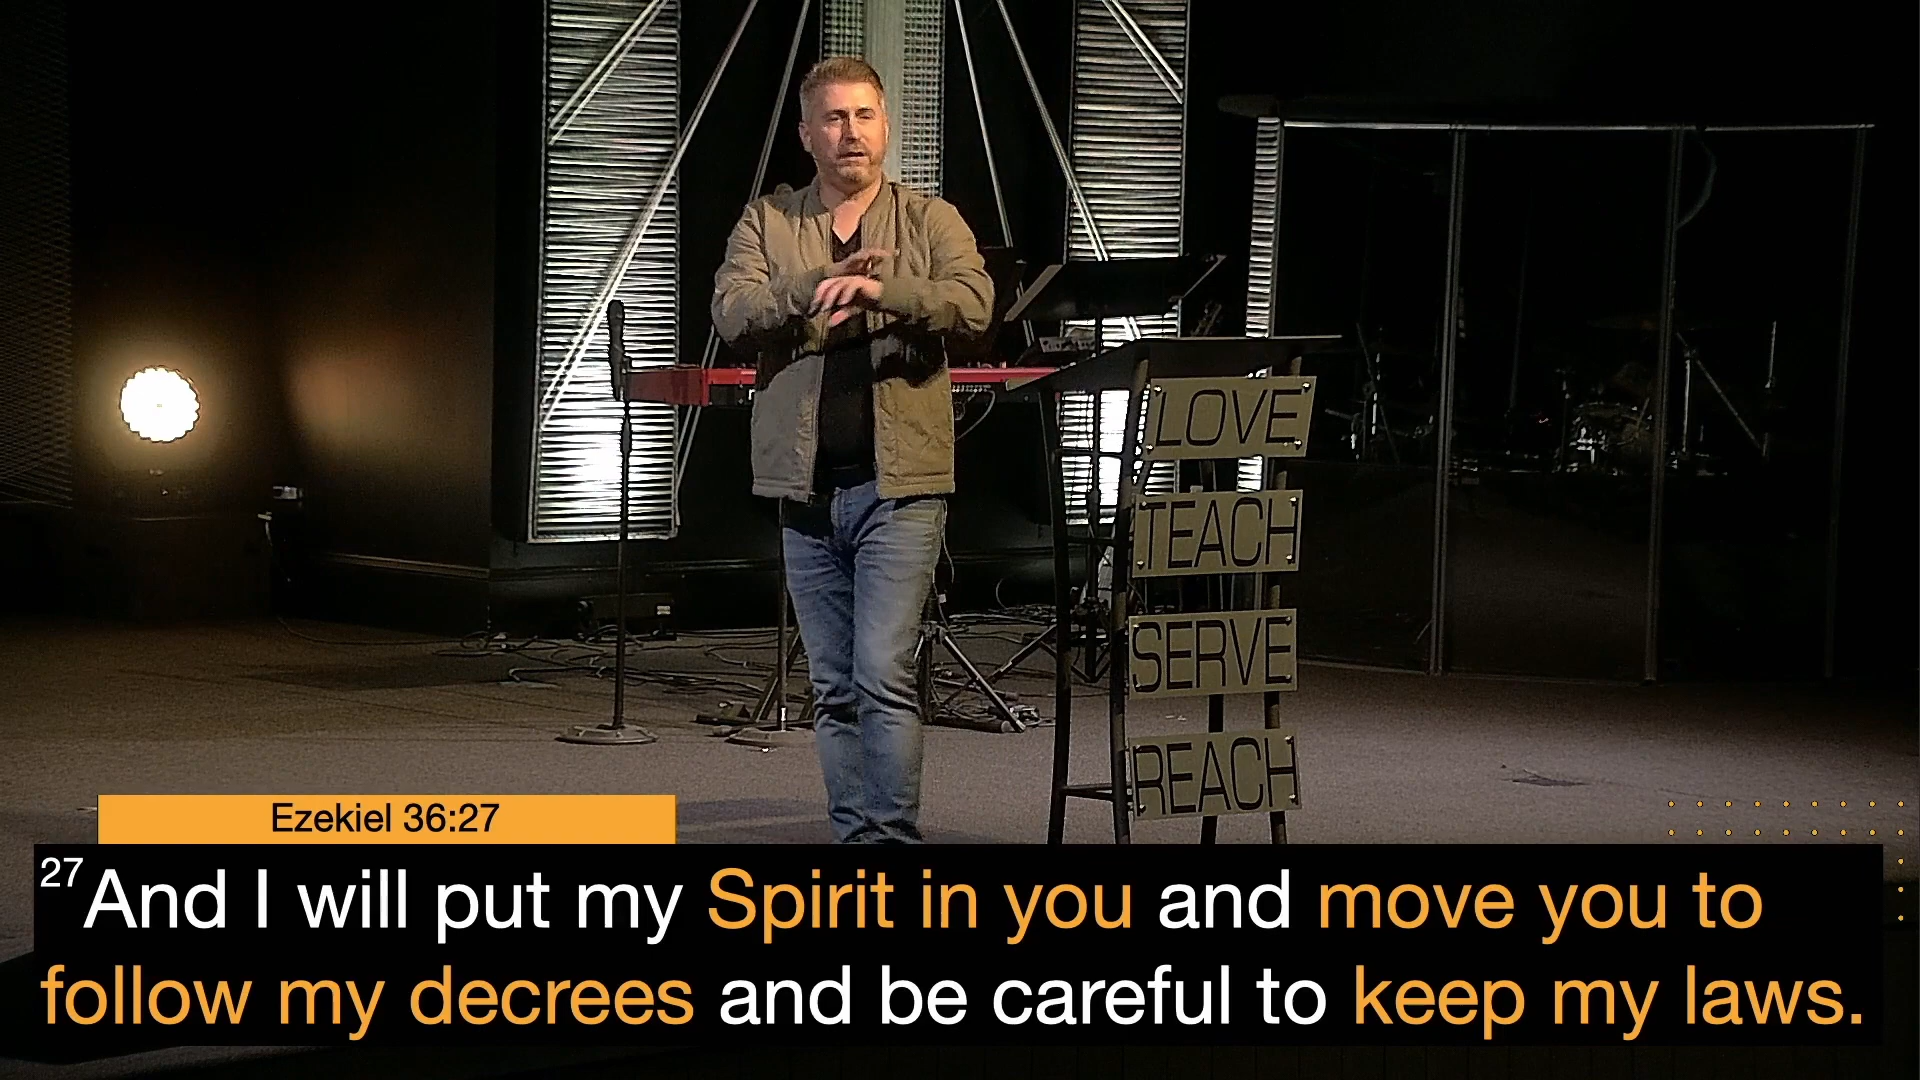 LOVE
TEACH
SERVE
REACH
Ezekiel 36:27
27And I will put my Spirit in you and move you to
follow my decrees and be careful to keep my laws.